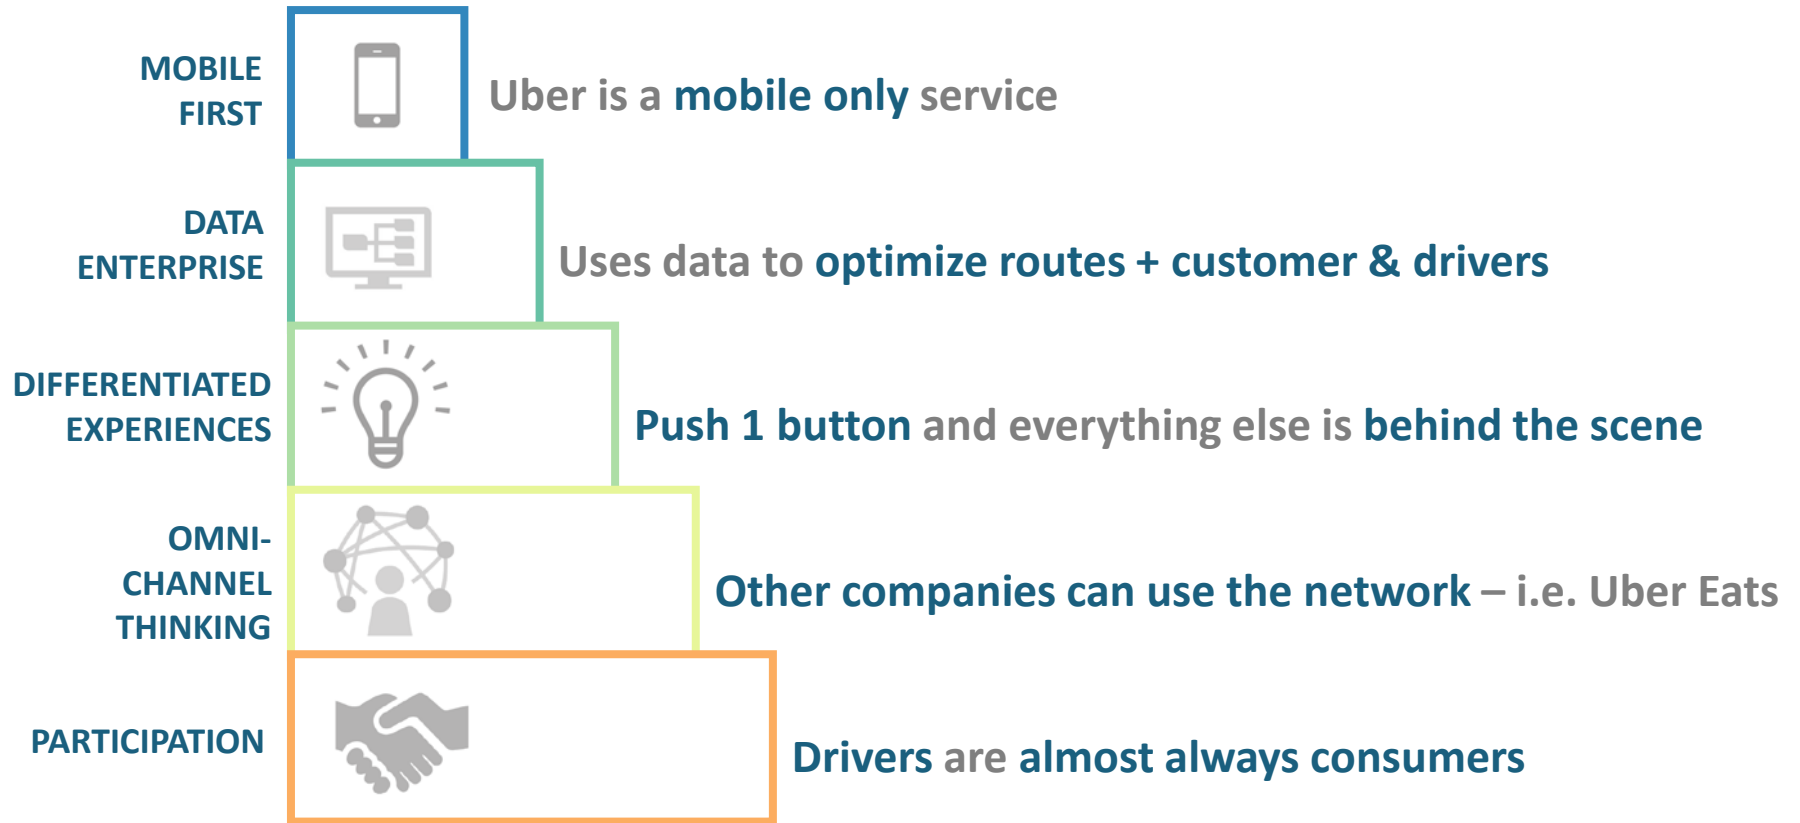 MOBILE
FIRST
Uber is a mobile only service
DATA
ENTERPRISE
Uses data to optimize routes + customer & drivers
DIFFERENTIATED
EXPERIENCES
Push 1 button and everything else is behind the scene
OMNI-
CHANNEL
THINKING
Other companies can use the network – i.e. Uber Eats
PARTICIPATION
Drivers are almost always consumers